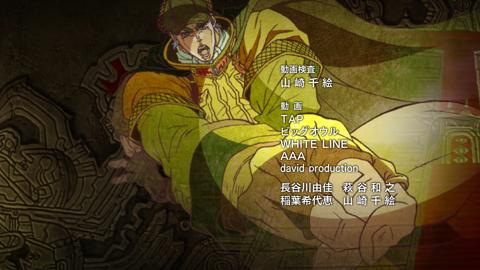 動画検査
山崎千絵
動画
TAP
ビッグオウル
WHITE LINE
AAA
david production
長谷川由佳 萩谷和之
稲葉希代恵 山崎千絵